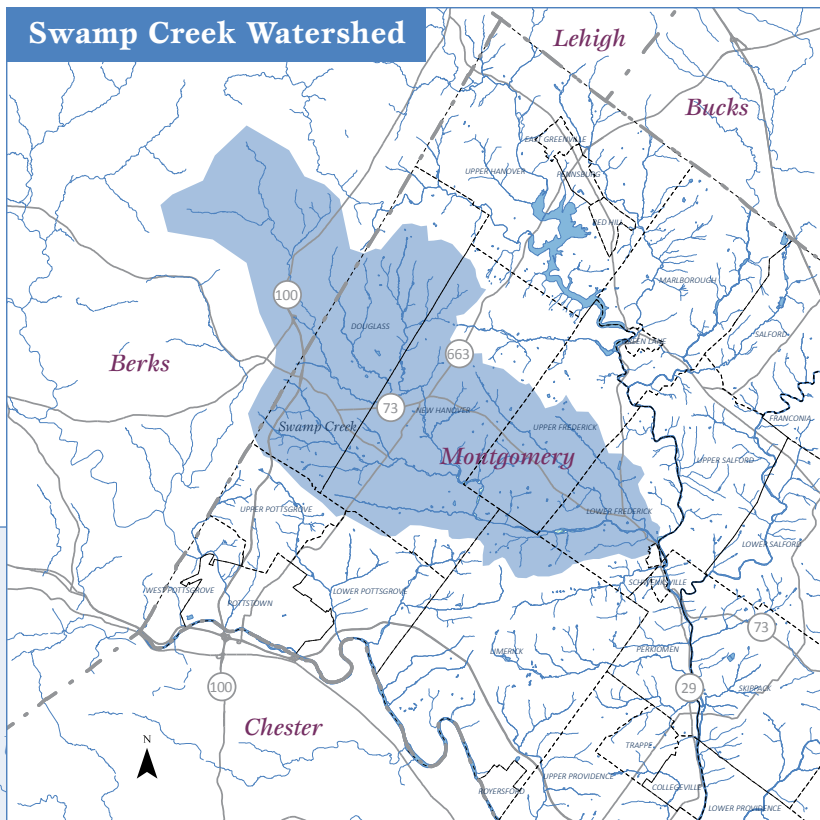 Swamp Creek Watershed
Lehigh
Bucks
EAST GREENVILLE
UPPER HANOVER
PENNSBURG
RED HILL
MARLBOROUGH
100
DOUGLASS
SALFORD
GREEN LANE
663
Berks
73
NEW HANOVER
FRANCONIA
Swamp Creek
UPPER FREDERICK
Montgomery
UPPER SALFORD
UPPER POTTSGROVE
LOWER FREDERICK
LOWER SALFORD
SCHWENKSVILLE
WEST POTTSGROVE
LOWER POTTSGROVE
POTTSTOWN
73
LIMERICK
PERKIOMEN
100
29
SKIPPACK
Chester
N
TRAPPE
UPPER PROVIDENCE
ROYERSFORD
COLLEGEVILLE
LOWER PROVIDENCE